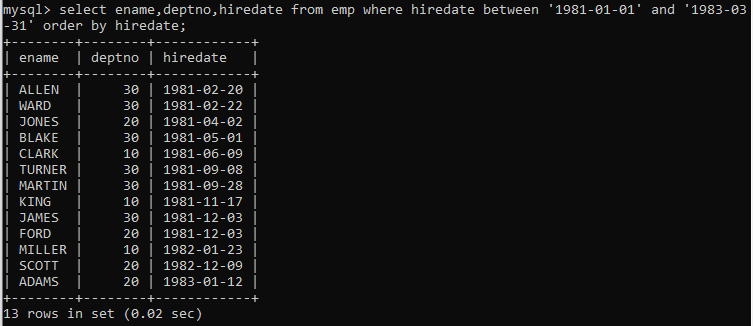 mysql> select ename,deptno,hiredate from emp where hiredate between '1981-01-01' and '1983-03
-31' order by hiredate;
+--------+--------+------------+
| ename  | deptno | hiredate   |
+--------+--------+------------+
| ALLEN  |     30 | 1981-02-20 |
| WARD   |     30 | 1981-02-22 |
| JONES  |     20 | 1981-04-02 |
| BLAKE  |     30 | 1981-05-01 |
| CLARK  |     10 | 1981-06-09 |
| TURNER |     30 | 1981-09-08 |
| MARTIN |     30 | 1981-09-28 |
| KING   |     10 | 1981-11-17 |
| JAMES  |     30 | 1981-12-03 |
| FORD   |     20 | 1981-12-03 |
| MILLER |     10 | 1982-01-23 |
| SCOTT  |     20 | 1982-12-09 |
| ADAMS  |     20 | 1983-01-12 |
+--------+--------+------------+
13 rows in set (0.02 sec)